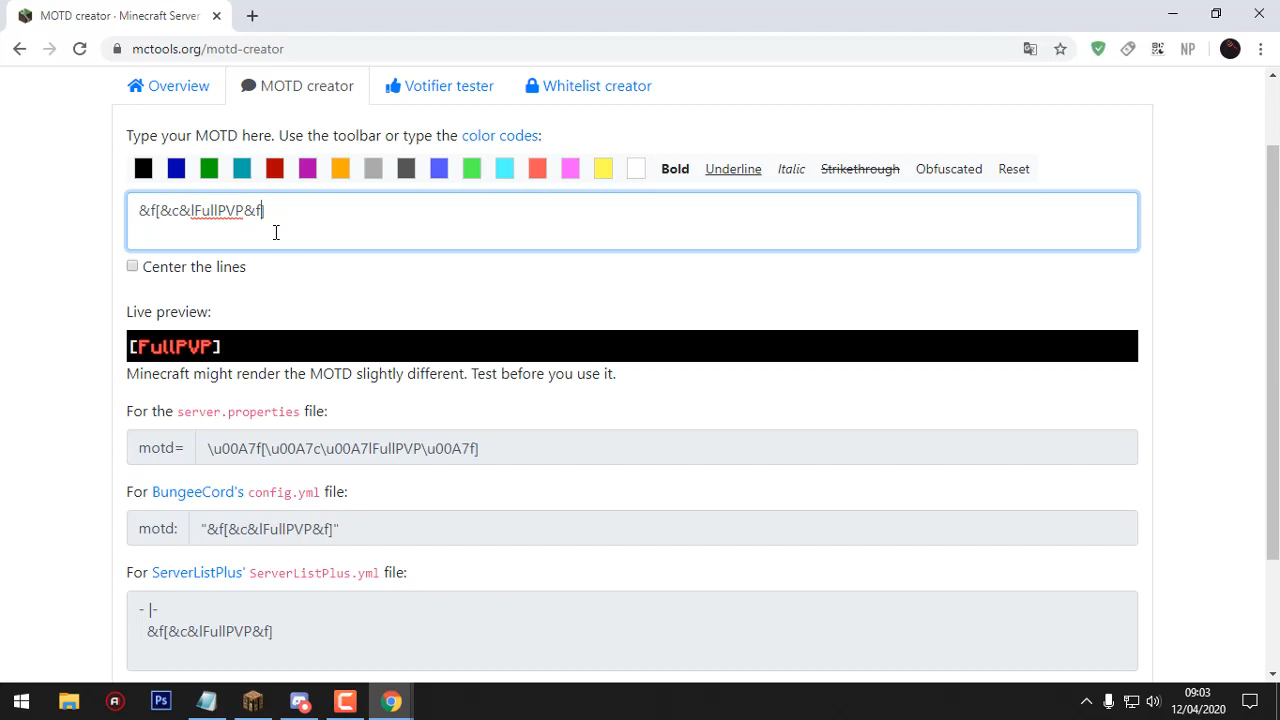 MOTD creator · Minecraft Server
mctools.org/motd-creator
NP
Overview
MOTD creator
Votifier tester
Whitelist creator
Type your MOTD here. Use the toolbar or type the color codes:
Bold Underline Italic Strikethrough Obfuscated Reset
&f[&c&lFullPVP&f]
Center the lines
Live preview:
[FullPVP]
Minecraft might render the MOTD slightly different. Test before you use it.
For the server.properties file:
motd= \u00A7f[\u00A7c\u00A7lFullPVP\u00A7f]
For BungeeCord's config.yml file:
motd: "&f[&c&lFullPVP&f]"
For ServerListPlus' ServerListPlus.yml file:
- |-
&f[&c&lFullPVP&f]
Ps
09:03
12/04/2020